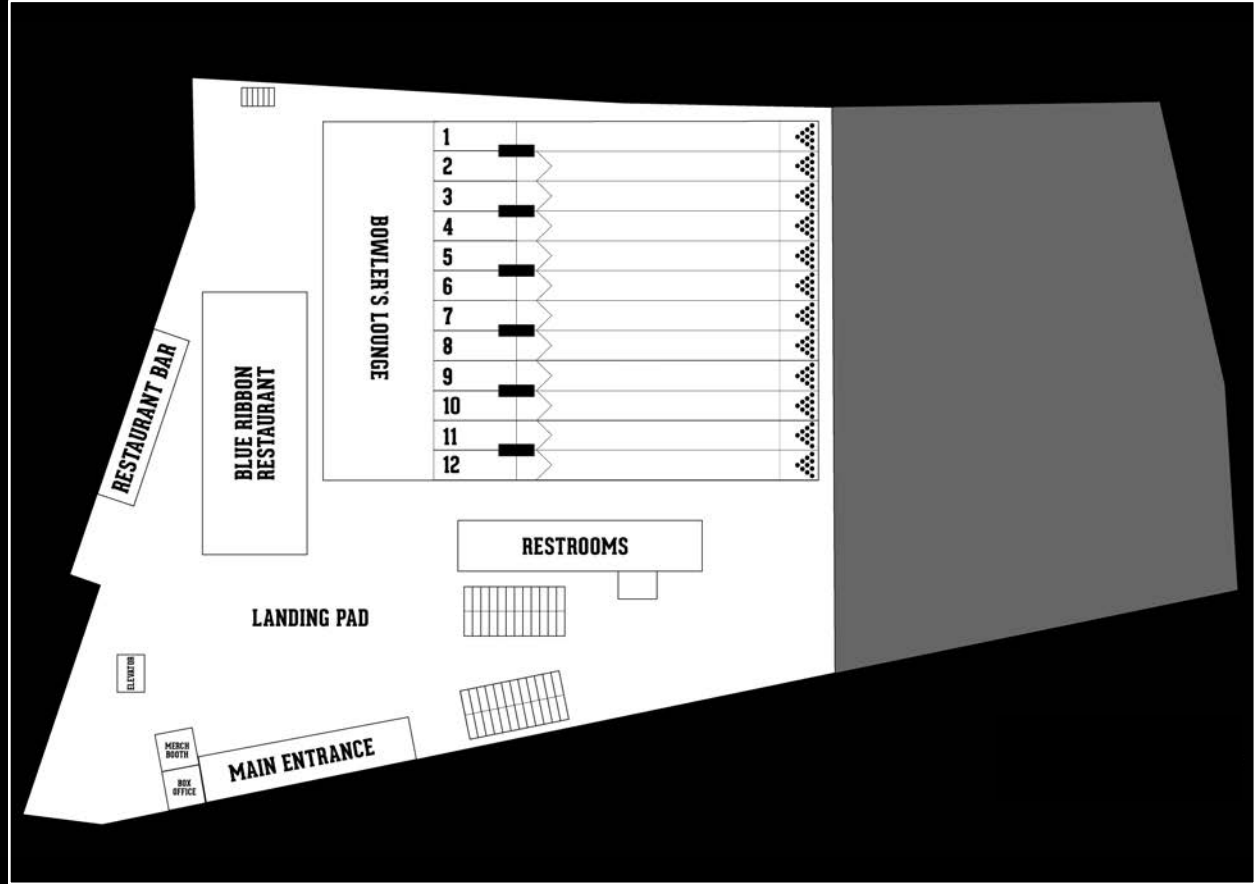 1
2
3
4
5
6
7
8
9
10
11
12
BOWLER'S LOUNGE
BLUE RIBBON
RESTAURANT
RESTAURANT BAR
RESTROOMS
LANDING PAD
ELEVATOR
MERCH
BOOTH
BOX
OFFICE
MAIN ENTRANCE